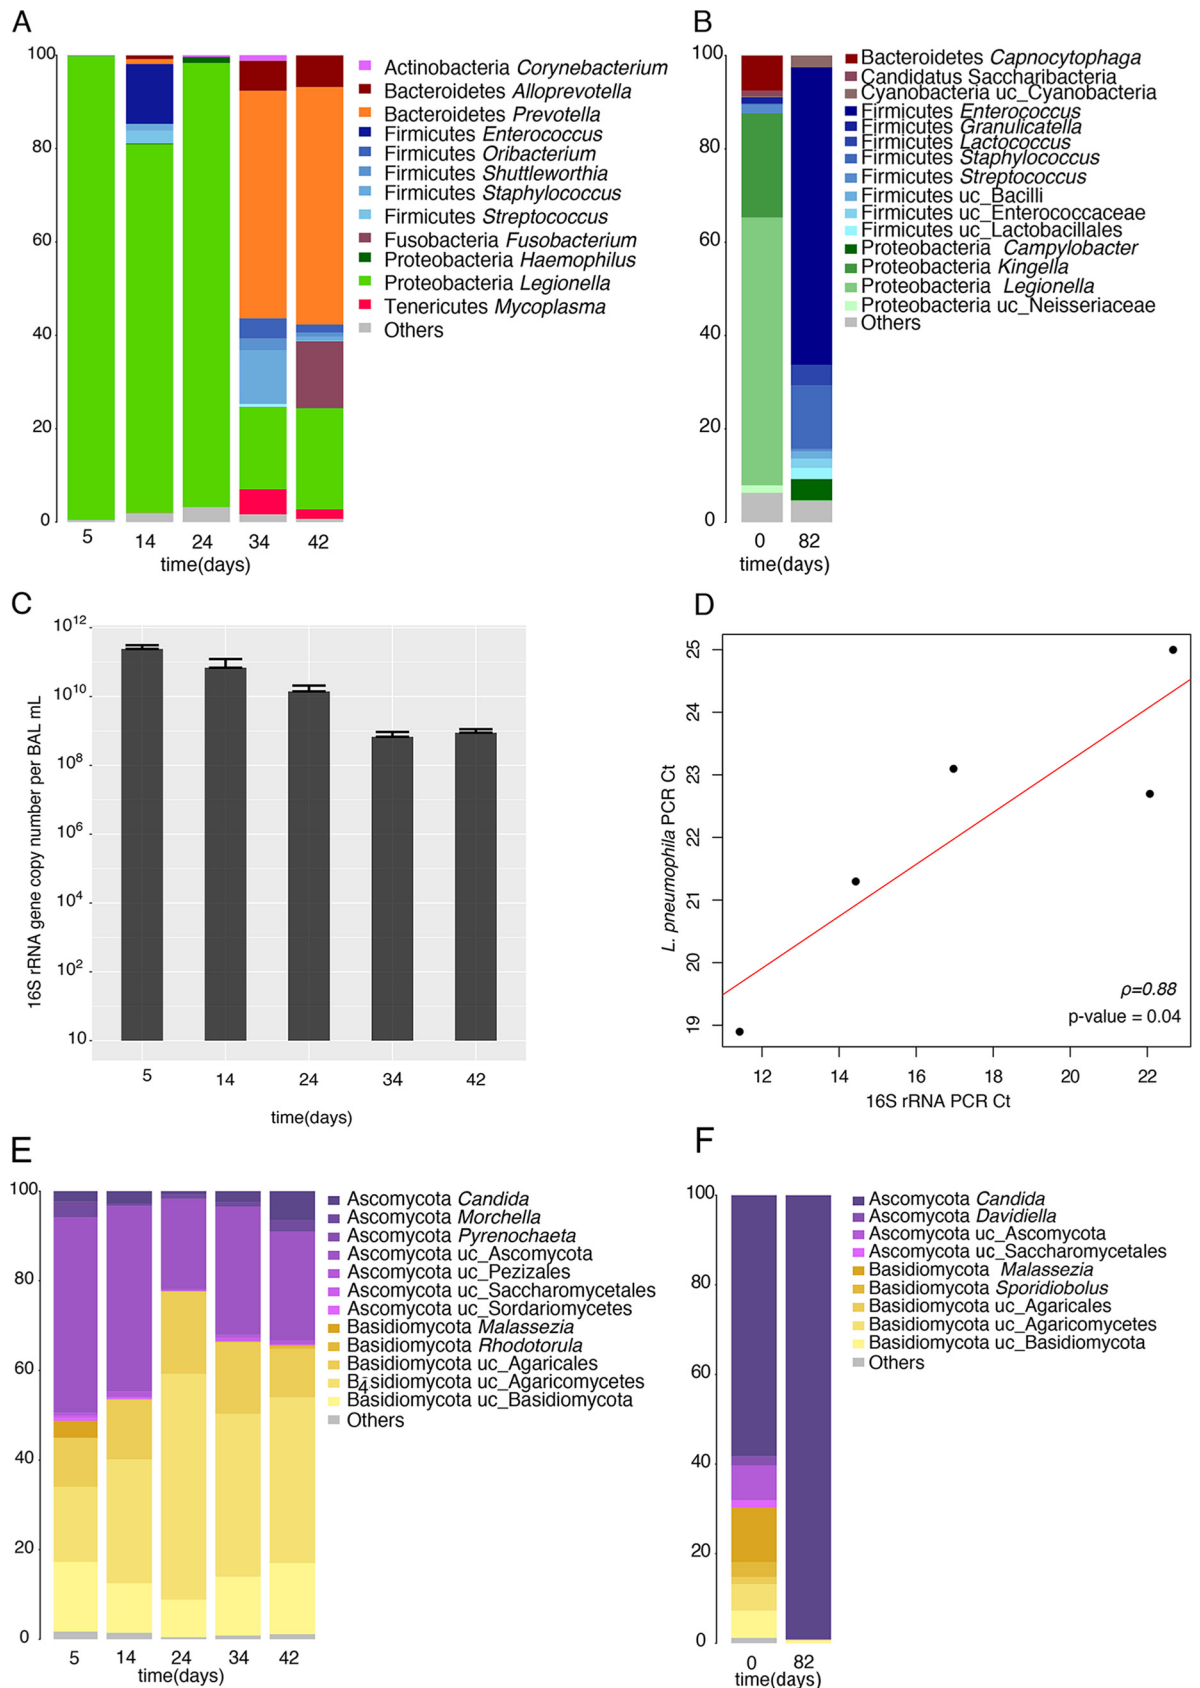 A
100
80
60
40
20
0
5
14
24
34
42
time(days)
Actinobacteria Corynebacterium
Bacteroidetes Alloprevotella
Bacteroidetes Prevotella
Firmicutes Enterococcus
Firmicutes Oribacterium
Firmicutes Shuttleworthia
Firmicutes Staphylococcus
Firmicutes Streptococcus
Fusobacteria Fusobacterium
Proteobacteria Haemophilus
Proteobacteria Legionella
Tenericutes Mycoplasma
Others
B
100
80
60
40
20
0
0
82
time(days)
Bacteroidetes Capnocytophaga
Candidatus Saccharibacteria
Cyanobacteria uc_Cyanobacteria
Firmicutes Enterococcus
Firmicutes Granulicatella
Firmicutes Lactococcus
Firmicutes Staphylococcus
Firmicutes Streptococcus
Firmicutes uc_Bacilli
Firmicutes uc_Enterococcaceae
Firmicutes uc_Lactobacillales
Proteobacteria Campylobacter
Proteobacteria Kingella
Proteobacteria Legionella
Proteobacteria uc_Neisseriaceae
Others
C
16S rRNA gene copy number per BAL mL
10¹²
10¹⁰
10⁸
10⁶
10⁴
10²
10
5
14
24
34
42
time(days)
D
L. pneumophila PCR Ct
25
24
23
22
21
20
19
ρ=0.88
p-value = 0.04
12
14
16
18
20
22
16S rRNA PCR Ct
E
100
80
60
40
20
0
5
14
24
34
42
time(days)
Ascomycota Candida
Ascomycota Morchella
Ascomycota Pyrenochaeta
Ascomycota uc_Ascomycota
Ascomycota uc_Pezizales
Ascomycota uc_Saccharomycetales
Ascomycota uc_Sordariomycetes
Basidiomycota Malassezia
Basidiomycota Rhodotorula
Basidiomycota uc_Agaricales
Basidiomycota uc_Agaricomycetes
4
Basidiomycota uc_Basidiomycota
Others
F
100
80
60
40
20
0
0
82
time(days)
Ascomycota Candida
Ascomycota Davidiella
Ascomycota uc_Ascomycota
Ascomycota uc_Saccharomycetales
Basidiomycota Malassezia
Basidiomycota Sporidiobolus
Basidiomycota uc_Agaricales
Basidiomycota uc_Agaricomycetes
Basidiomycota uc_Basidiomycota
Others